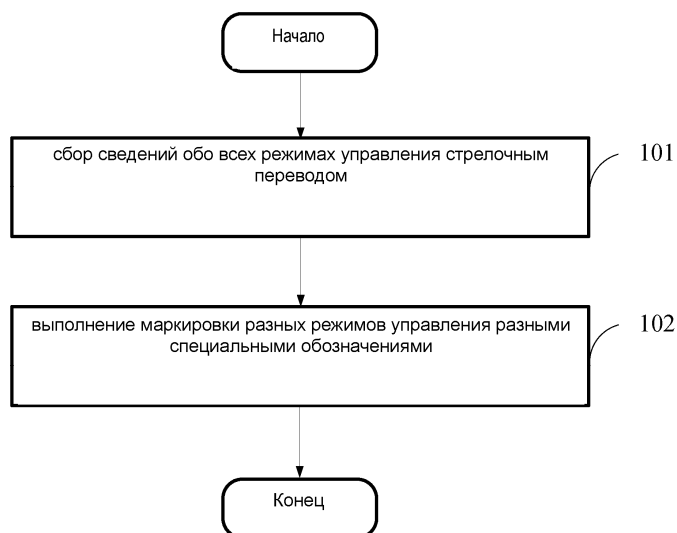 Начало
сбор сведений обо всех режимах управления стрелочным
переводом
101
выполнение маркировки разных режимов управления разными
специальными обозначениями
102
Конец